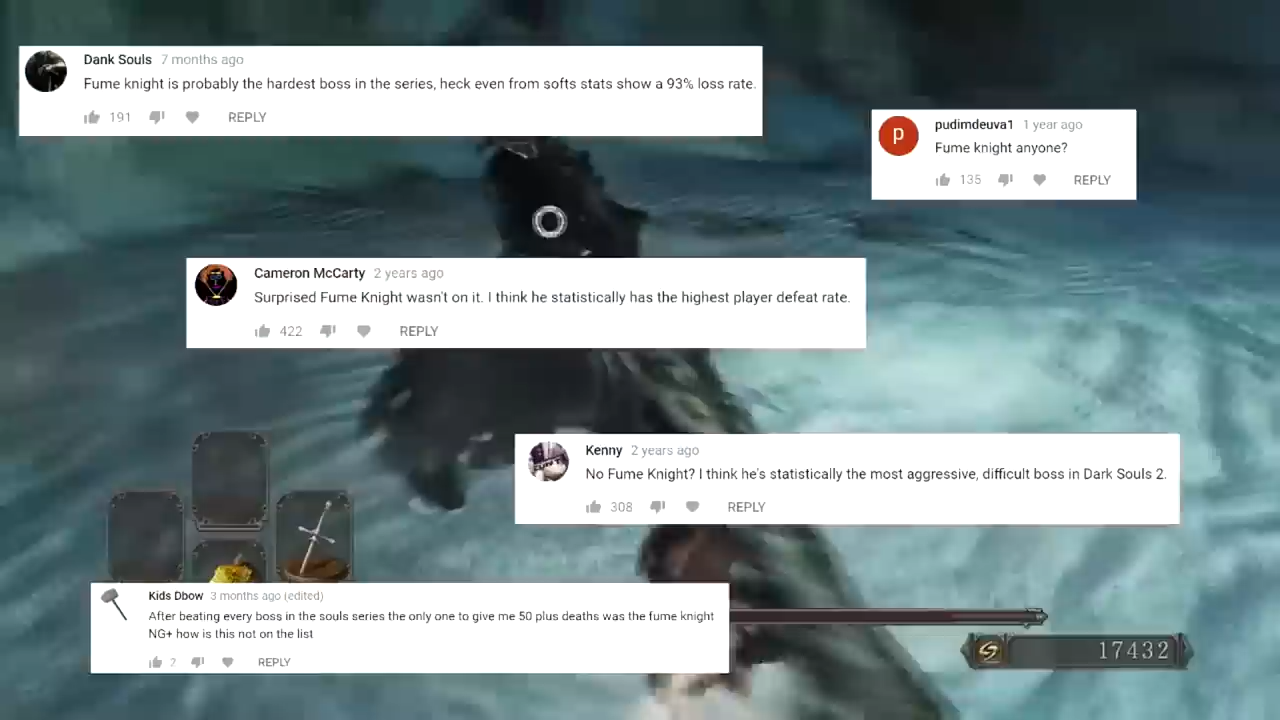 Dank Souls 7 months ago
Fume knight is probably the hardest boss in the series, heck even from softs stats show a 93% loss rate.
191 REPLY
pudimdeuva1 1 year ago
P
Fume knight anyone?
135 REPLY
Cameron McCarty 2 years ago
Surprised Fume Knight wasn't on it. I think he statistically has the highest player defeat rate.
422 REPLY
Kenny 2 years ago
No Fume Knight? I think he's statistically the most aggressive, difficult boss in Dark Souls 2.
308 REPLY
Kids Dbow 3 months ago (edited)
After beating every boss in the souls series the only one to give me 50 plus deaths was the fume knight
NG+ how is this not on the list
2 REPLY
17432